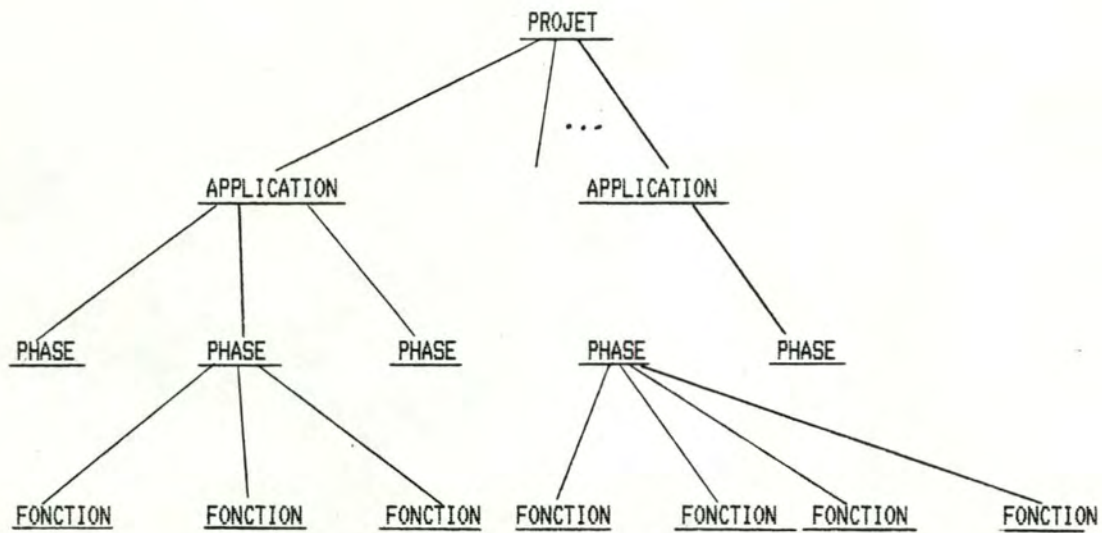 PROJET
...
APPLICATION APPLICATION
PHASE PHASE PHASE PHASE PHASE
FONCTION FONCTION FONCTION FONCTION FONCTION FONCTION FONCTION